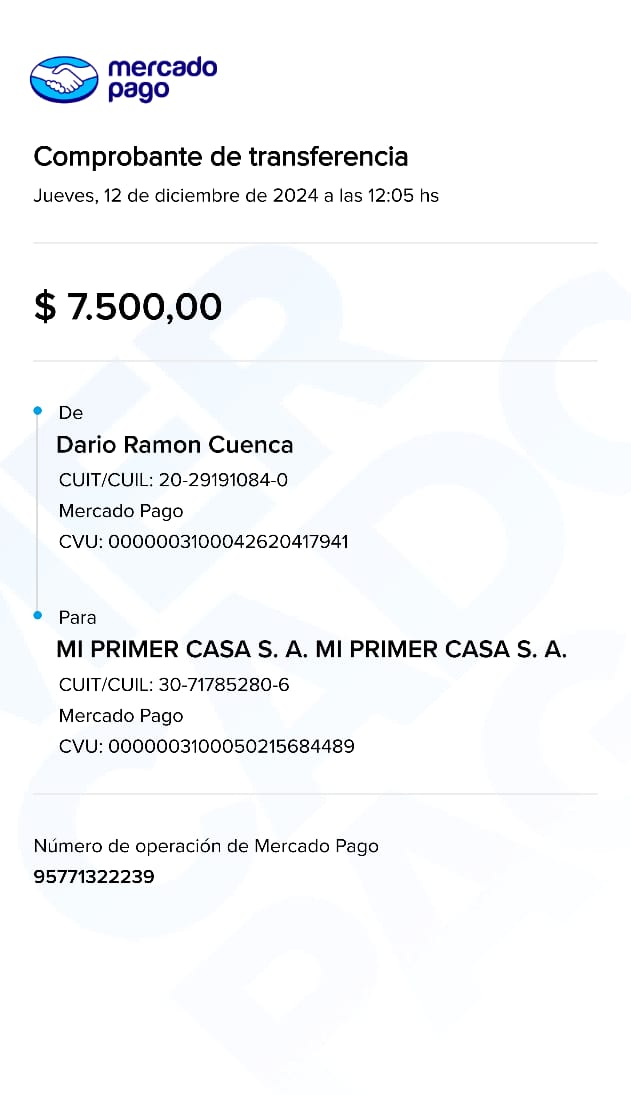 mercado
pago
Comprobante de transferencia
Jueves, 12 de diciembre de 2024 a las 12:05 hs
$ 7.500,00
De
Dario Ramon Cuenca
CUIT/CUIL: 20-29191084-0
Mercado Pago
CVU: 0000003100042620417941
Para
MI PRIMER CASA S. A. MI PRIMER CASA S. A.
CUIT/CUIL: 30-71785280-6
Mercado Pago
CVU: 0000003100050215684489
Número de operación de Mercado Pago
95771322239